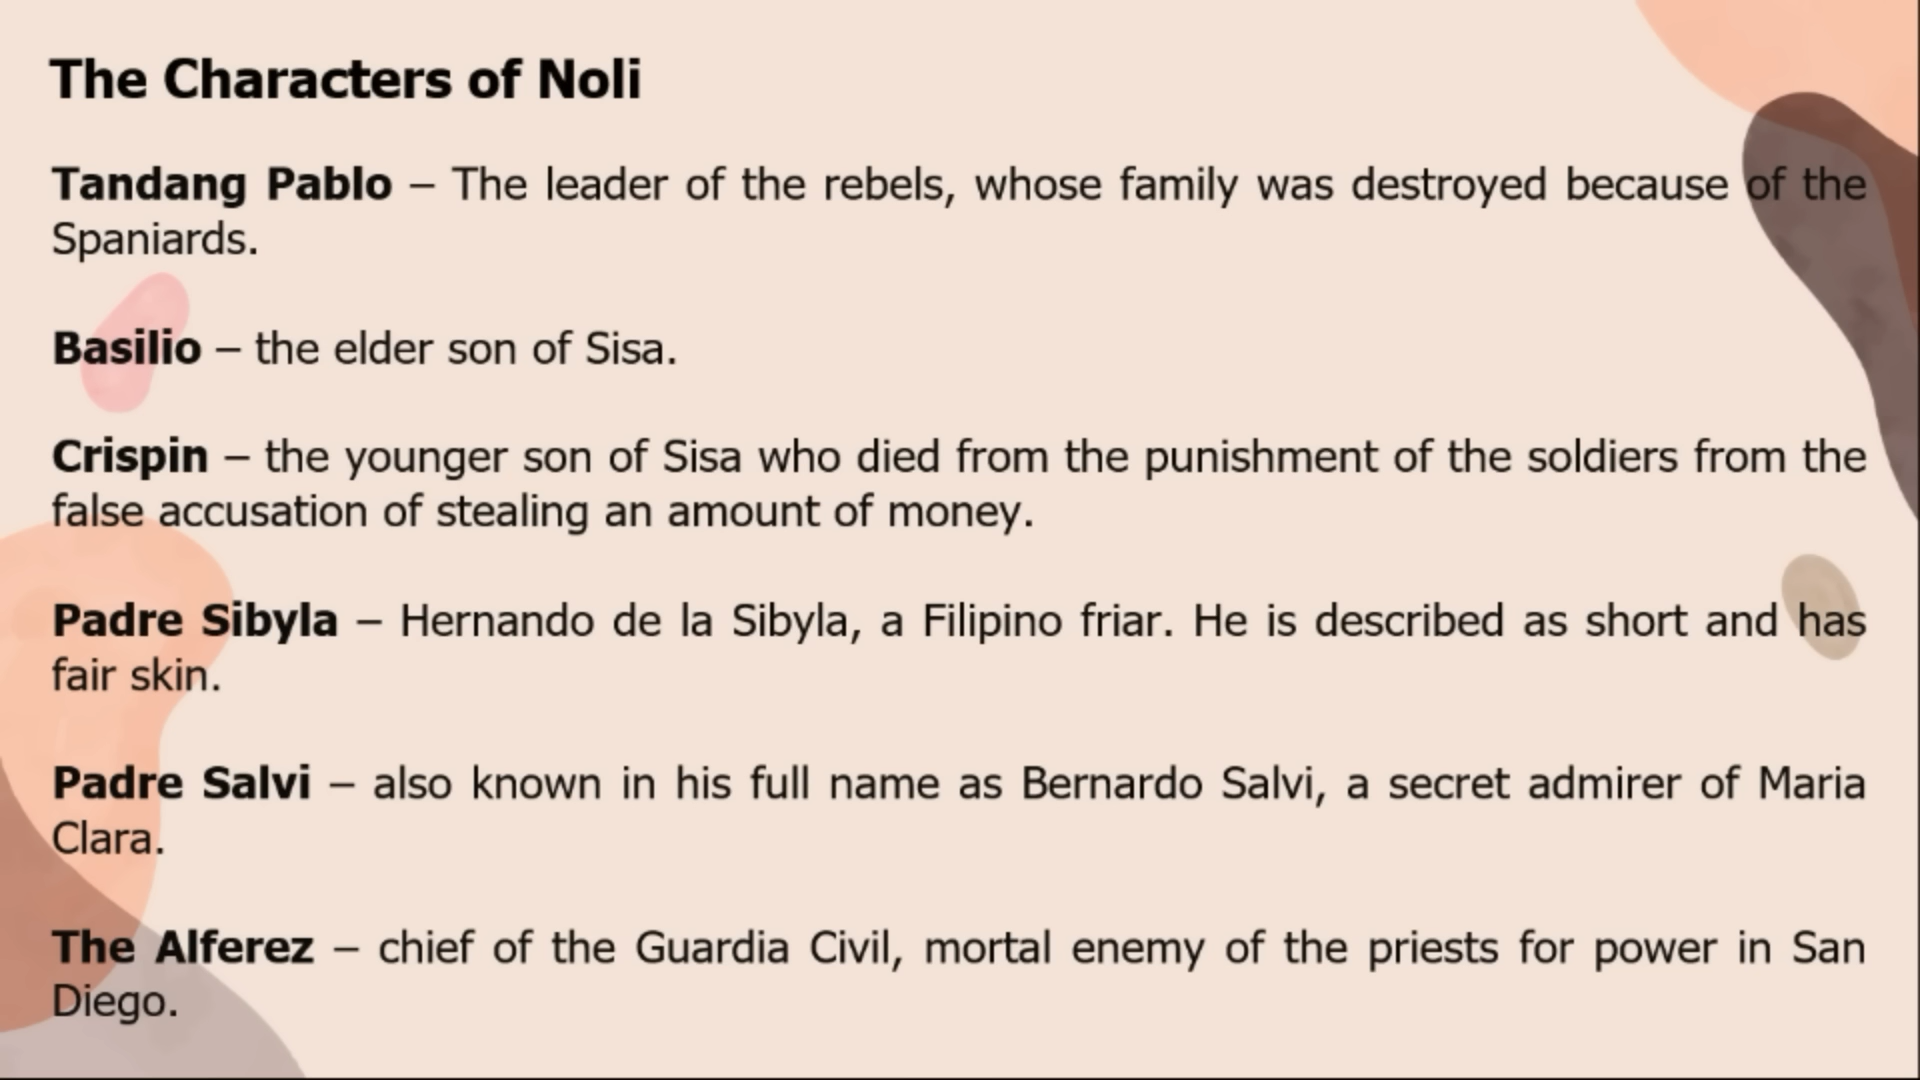 The Characters of Noli
Tandang Pablo – The leader of the rebels, whose family was destroyed because of the
Spaniards.
Basilio – the elder son of Sisa.
Crispin – the younger son of Sisa who died from the punishment of the soldiers from the
false accusation of stealing an amount of money.
Padre Sibyla – Hernando de la Sibyla, a Filipino friar. He is described as short and has
fair skin.
Padre Salvi – also known in his full name as Bernardo Salvi, a secret admirer of Maria
Clara.
The Alferez – chief of the Guardia Civil, mortal enemy of the priests for power in San
Diego.